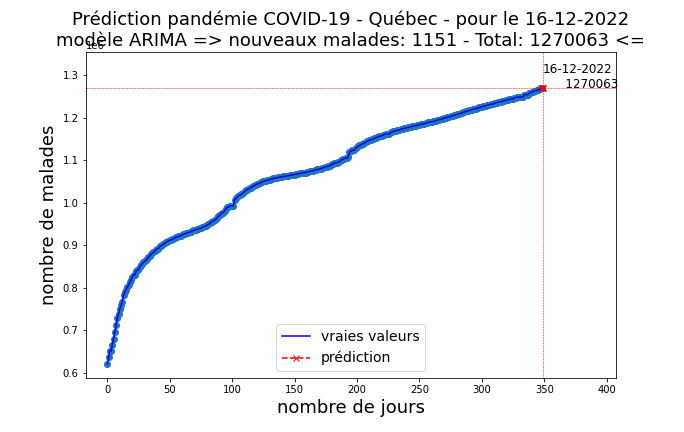 Prédiction pandémie COVID-19 - Québec - pour le 16-12-2022
modèle ARIMA => nouveaux malades: 1151 - Total: 1270063 <=
1e6
16-12-2022
1270063
1.3
1.2
1.1
1.0
0.9
0.8
0.7
0.6
nombre de malades
vraies valeurs
prédiction
0 50 100 150 200 250 300 350 400
nombre de jours